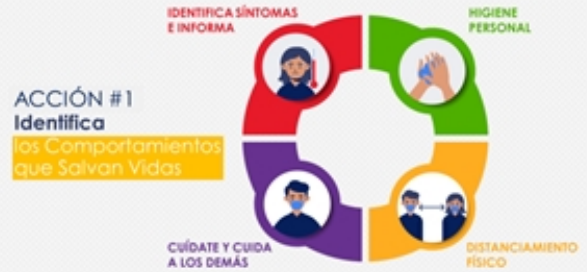 IDENTIFICA SÍNTOMAS
E INFORMA
HIGIENE
PERSONAL
ACCIÓN #1
Identifica
los Comportamientos
que Salvan Vidas
CUÍDATE Y CUIDA
A LOS DEMÁS
DISTANCIAMIENTO
FÍSICO